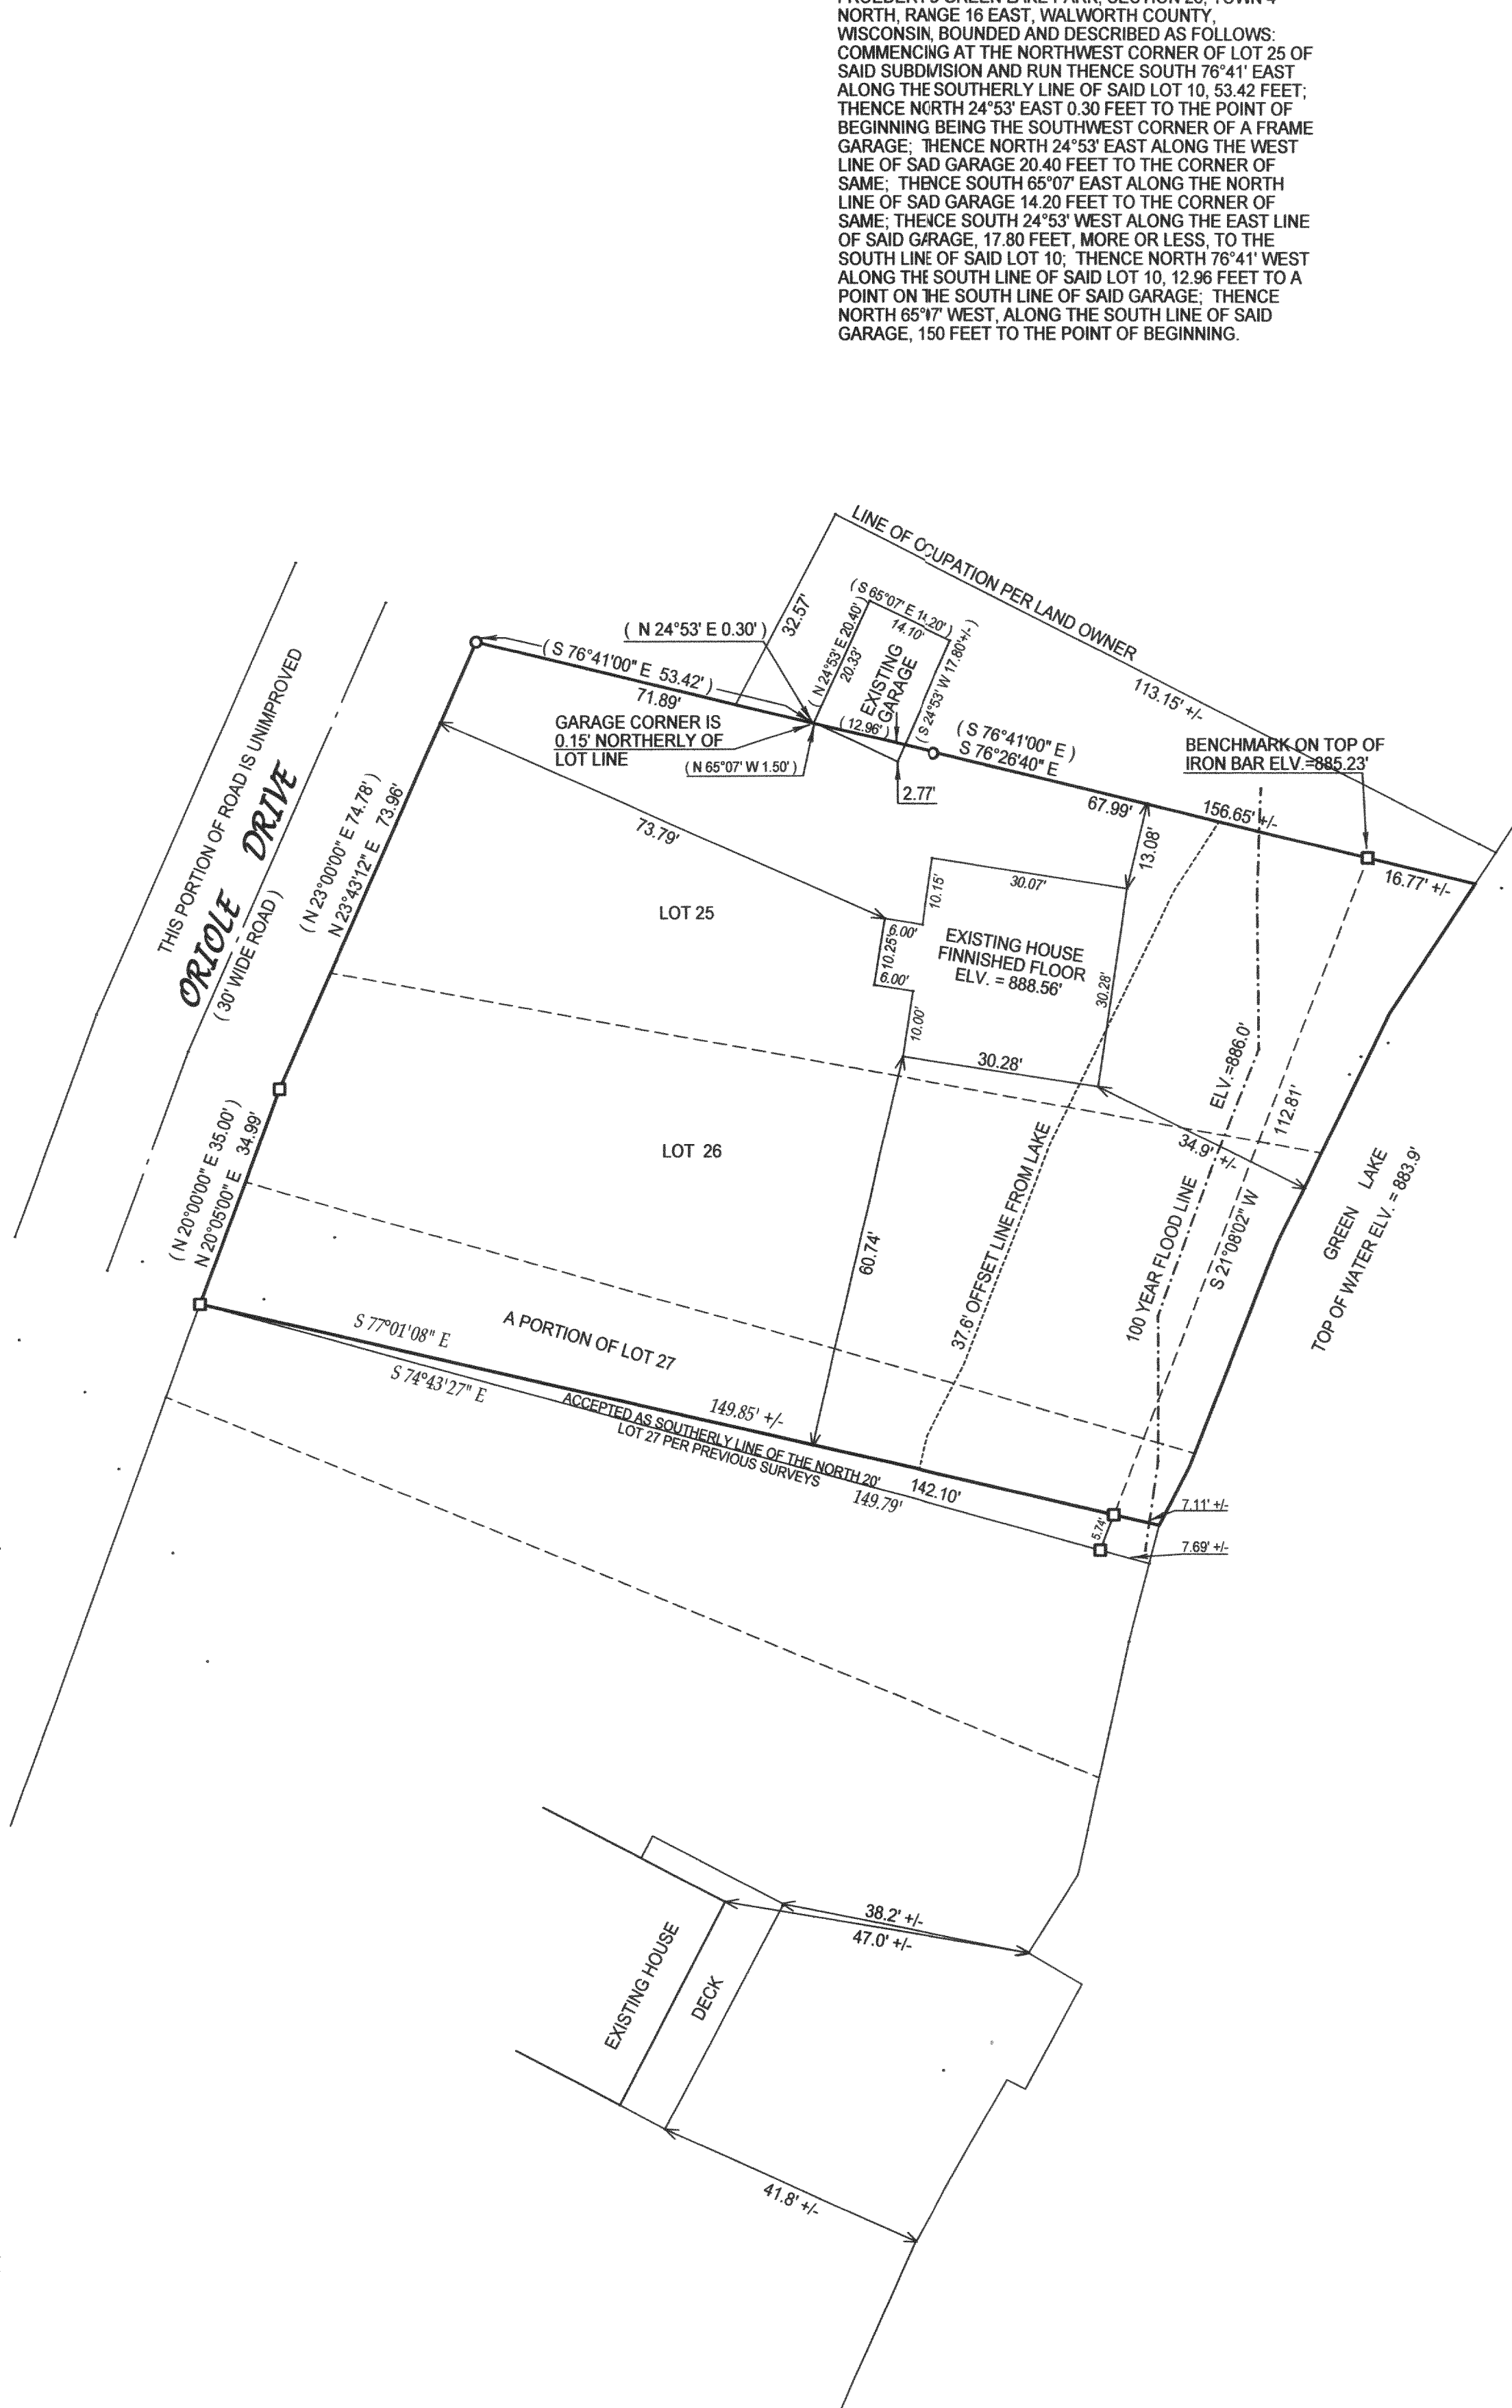 NORTH, RANGE 16 EAST, WALWORTH COUNTY,
WISCONSIN, BOUNDED AND DESCRIBED AS FOLLOWS:
COMMENCING AT THE NORTHWEST CORNER OF LOT 25 OF
SAID SUBDIVISION AND RUN THENCE SOUTH 76°41' EAST
ALONG THE SOUTHERLY LINE OF SAID LOT 10, 53.42 FEET;
THENCE NORTH 24°53' EAST 0.30 FEET TO THE POINT OF
BEGINNING BEING THE SOUTHWEST CORNER OF A FRAME
GARAGE; THENCE NORTH 24°53' EAST ALONG THE WEST
LINE OF SAD GARAGE 20.40 FEET TO THE CORNER OF
SAME; THENCE SOUTH 65°07' EAST ALONG THE NORTH
LINE OF SAD GARAGE 14.20 FEET TO THE CORNER OF
SAME; THENCE SOUTH 24°53' WEST ALONG THE EAST LINE
OF SAID GARAGE, 17.80 FEET, MORE OR LESS, TO THE
SOUTH LINE OF SAID LOT 10; THENCE NORTH 76°41' WEST
ALONG THE SOUTH LINE OF SAID LOT 10, 12.96 FEET TO A
POINT ON THE SOUTH LINE OF SAID GARAGE; THENCE
NORTH 65°07' WEST, ALONG THE SOUTH LINE OF SAID
GARAGE, 150 FEET TO THE POINT OF BEGINNING.
LINE OF OCUPATION PER LAND OWNER
113.15' +/-
32.57'
( S 65°07' E 14.20' )
14.10'
( N 24°53' E 20.40' )
20.33'
EXISTING
GARAGE
( S 24°53' W 17.80'+/- )
( N 24°53' E 0.30' )
( S 76°41'00" E 53.42' )
71.89'
GARAGE CORNER IS
0.15' NORTHERLY OF
LOT LINE
( N 65°07' W 1.50' )
( 12.96' )
2.77'
( S 76°41'00" E )
S 76°26'40" E
BENCHMARK ON TOP OF
IRON BAR ELV.=885.23'
67.99'
156.65' +/-
16.77' +/-
13.08'
THIS PORTION OF ROAD IS UNIMPROVED
ORIOLE DRIVE
( 30' WIDE ROAD )
( N 23°00'00" E 74.78' )
N 23°43'12" E 73.96'
73.79'
LOT 25
30.07'
10.15'
6.00'
10.25'
6.00'
10.00'
EXISTING HOUSE
FINNISHED FLOOR
ELV. = 888.56'
30.28'
30.28'
ELV.=886.0'
112.81'
34.9' +/-
( N 20°00'00" E 35.00' )
N 20°05'00" E 34.99'
LOT 26
60.74'
37.6' OFFSET LINE FROM LAKE
100 YEAR FLOOD LINE
S 21°08'02" W
GREEN LAKE
TOP OF WATER ELV. = 883.9'
S 77°01'08" E
A PORTION OF LOT 27
S 74°43'27" E
149.85' +/-
ACCEPTED AS SOUTHERLY LINE OF THE NORTH 20'
LOT 27 PER PREVIOUS SURVEYS
142.10'
149.79'
5.74'
7.11' +/-
7.69' +/-
38.2' +/-
47.0' +/-
EXISTING HOUSE
DECK
41.8' +/-